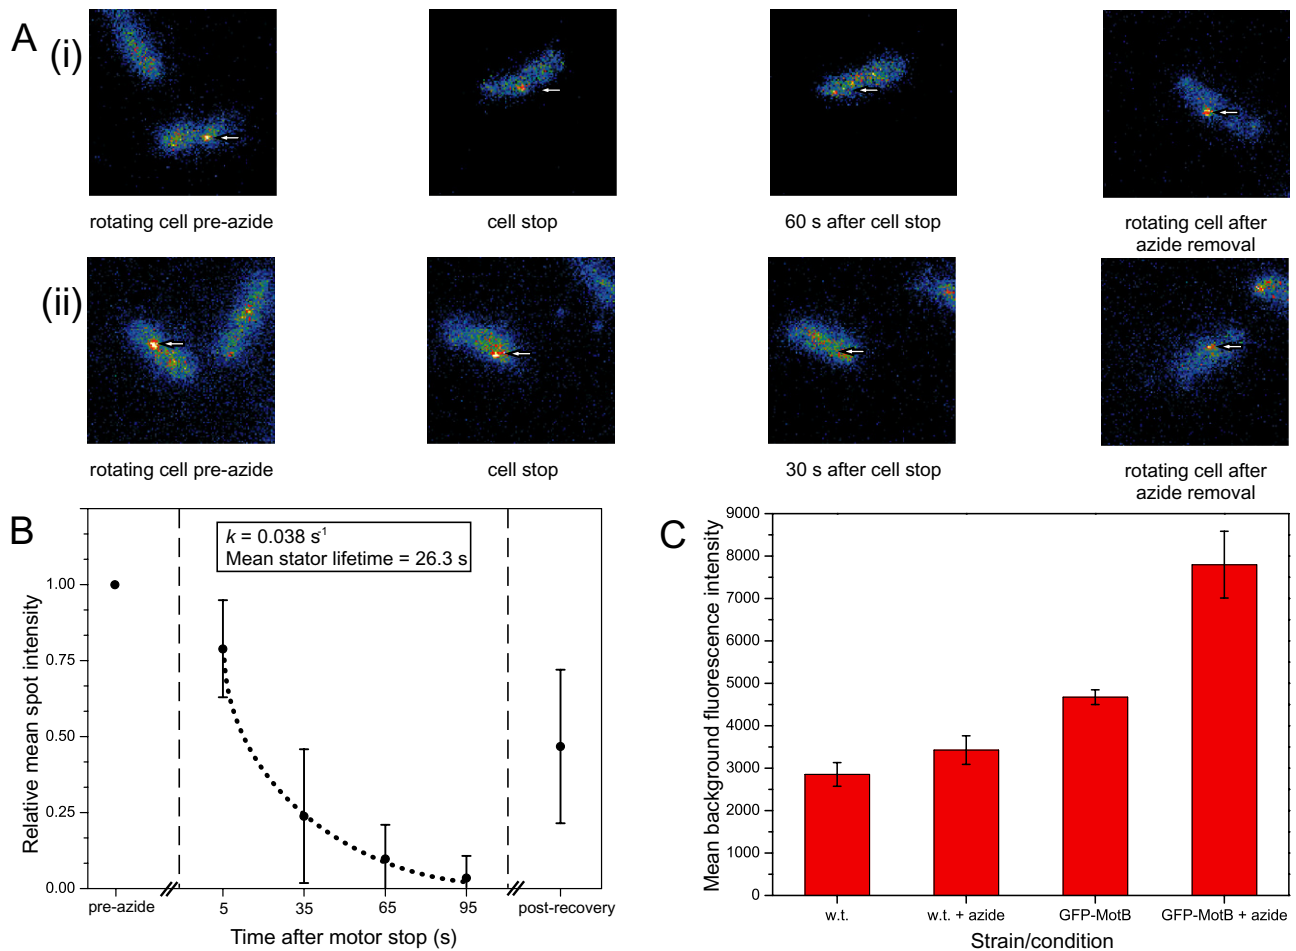 A
(i)
rotating cell pre-azide
cell stop
60 s after cell stop
rotating cell after
azide removal
(ii)
rotating cell pre-azide
cell stop
30 s after cell stop
rotating cell after
azide removal
B
k = 0.038 s-1
Mean stator lifetime = 26.3 s
Relative mean spot intensity
1.00
0.75
0.50
0.25
0.00
pre-azide
5
35
65
95
post-recovery
Time after motor stop (s)
C
Mean background fluorescence intensity
9000
8000
7000
6000
5000
4000
3000
2000
1000
0
w.t.
w.t. + azide
GFP-MotB
GFP-MotB + azide
Strain/condition